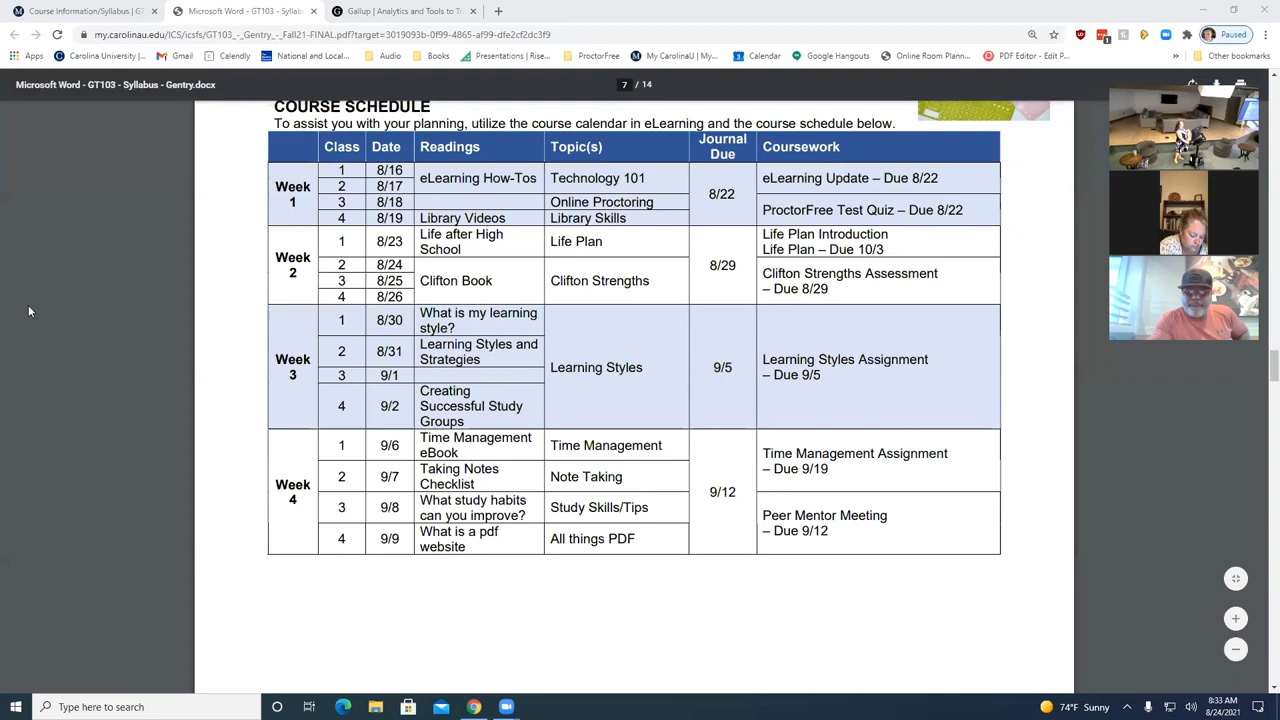 Course Information/Syllabus | GT
Microsoft Word - GT103 - Syllab
Gallup | Analytics and Tools to T
my.carolinau.edu/ICS/icsfs/GT103_-_Gentry_-_Fall21-FINAL.pdf?target=3019093b-0f99-4865-af99-d96cf2dc3f9
Paused
Apps
Carolina University |...
Gmail
Calendly
National and Local...
Audio
Books
Presentations | Rise...
ProctorFree
My CarolinaU
Calendar
Google Hangouts
Online Room Plann...
PDF Editor - Edit P...
Other bookmarks
Microsoft Word - GT103 - Syllabus - Gentry.docx
7 / 14
COURSE SCHEDULE
To assist you with your planning, utilize the course calendar in eLearning and the course schedule below.
Class Date Readings Topic(s) Journal Due Coursework
Week 1
1 8/16 eLearning How-Tos Technology 101 8/22 eLearning Update – Due 8/22
2 8/17
3 8/18 Online Proctoring ProctorFree Test Quiz – Due 8/22
4 8/19 Library Videos Library Skills
Week 2
1 8/23 Life after High School Life Plan 8/29 Life Plan Introduction
Life Plan – Due 10/3
2 8/24 Clifton Book Clifton Strengths Clifton Strengths Assessment – Due 8/29
3 8/25
4 8/26
Week 3
1 8/30 What is my learning style? Learning Styles 9/5 Learning Styles Assignment – Due 9/5
2 8/31 Learning Styles and Strategies
3 9/1
4 9/2 Creating Successful Study Groups
Week 4
1 9/6 Time Management eBook Time Management 9/12 Time Management Assignment – Due 9/19
2 9/7 Taking Notes Checklist Note Taking
3 9/8 What study habits can you improve? Study Skills/Tips Peer Mentor Meeting – Due 9/12
4 9/9 What is a pdf website All things PDF
Type here to search
74°F Sunny
8:33 AM
8/24/2021